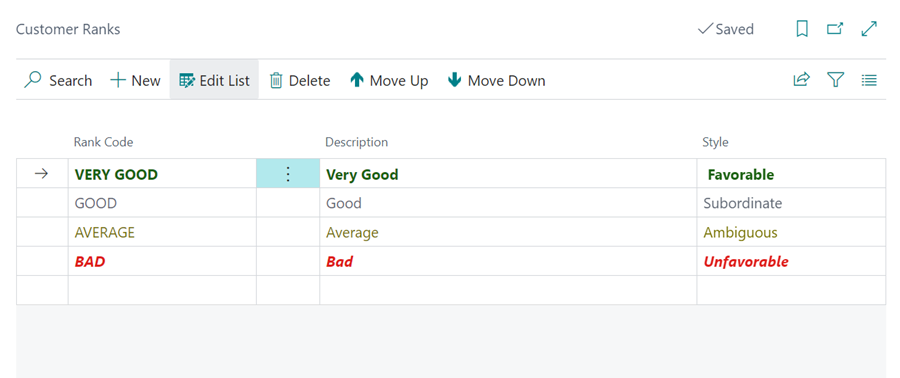 Customer Ranks Saved
Search New Edit List Delete Move Up Move Down
Rank Code Description Style
VERY GOOD Very Good Favorable
GOOD Good Subordinate
AVERAGE Average Ambiguous
BAD Bad Unfavorable